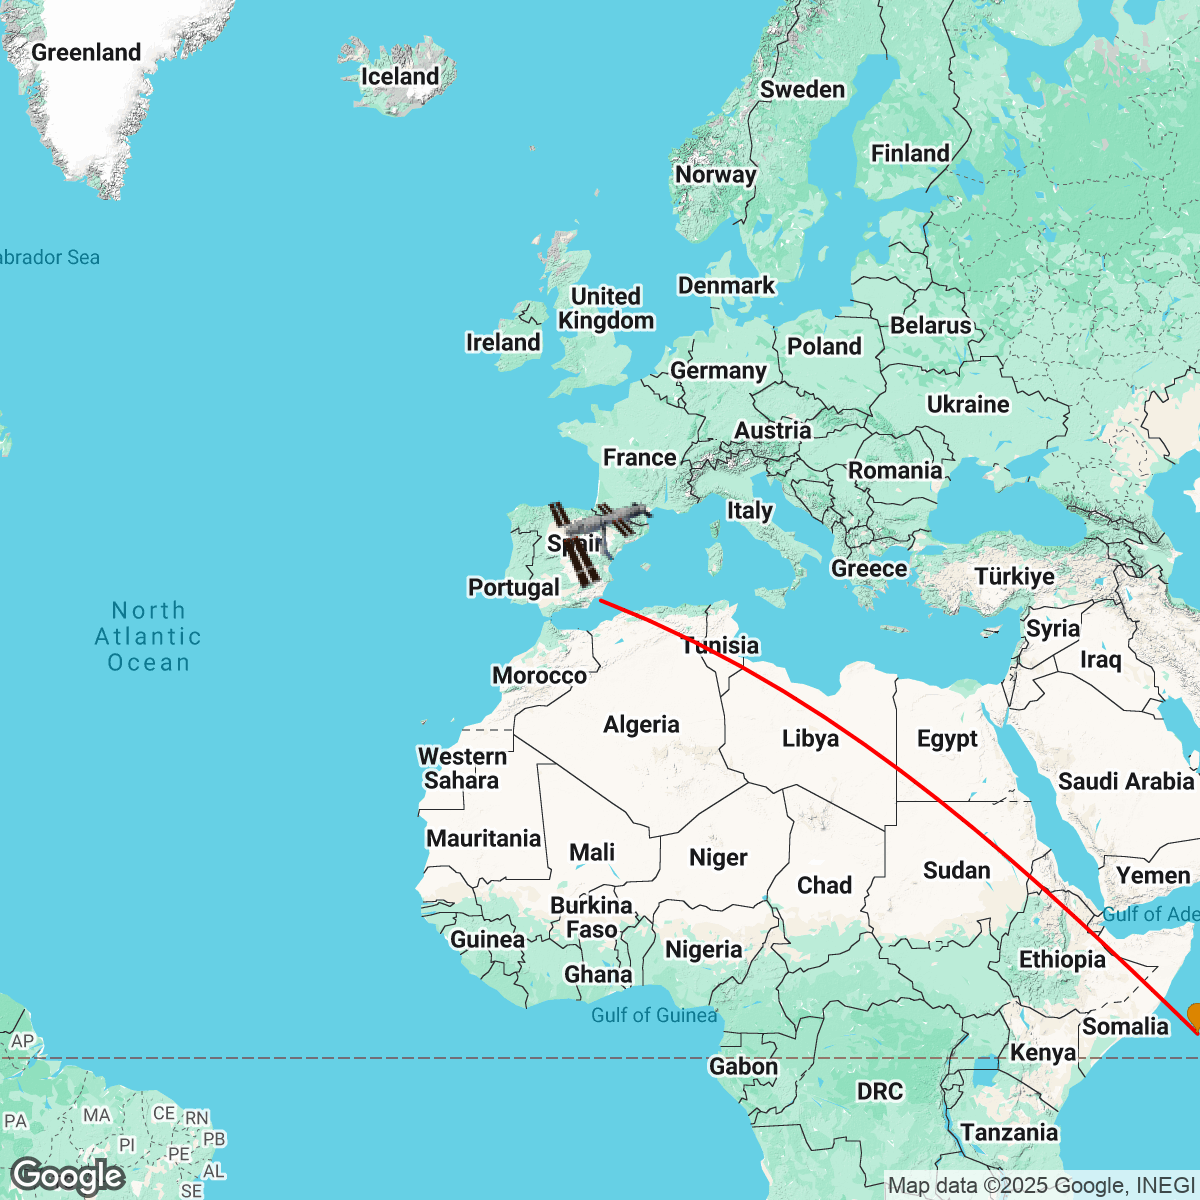 Greenland
Iceland
Sweden
Finland
Norway
abrador Sea
Denmark
United
Kingdom
Ireland
Belarus
Poland
Germany
Ukraine
Austria
France
Romania
Italy
Spain
Greece
Türkiye
Portugal
North
Atlantic
Ocean
Syria
Tunisia
Iraq
Morocco
Algeria
Libya
Egypt
Western
Sahara
Saudi Arabia
Mauritania
Mali
Niger
Chad
Sudan
Yemen
Burkina
Faso
Gulf of Ade
Guinea
Nigeria
Ethiopia
Ghana
Gulf of Guinea
Somalia
AP
Kenya
Gabon
DRC
PA
MA
CE
RN
PI
PB
PE
Tanzania
AL
SE
Google
Map data ©2025 Google, INEGI